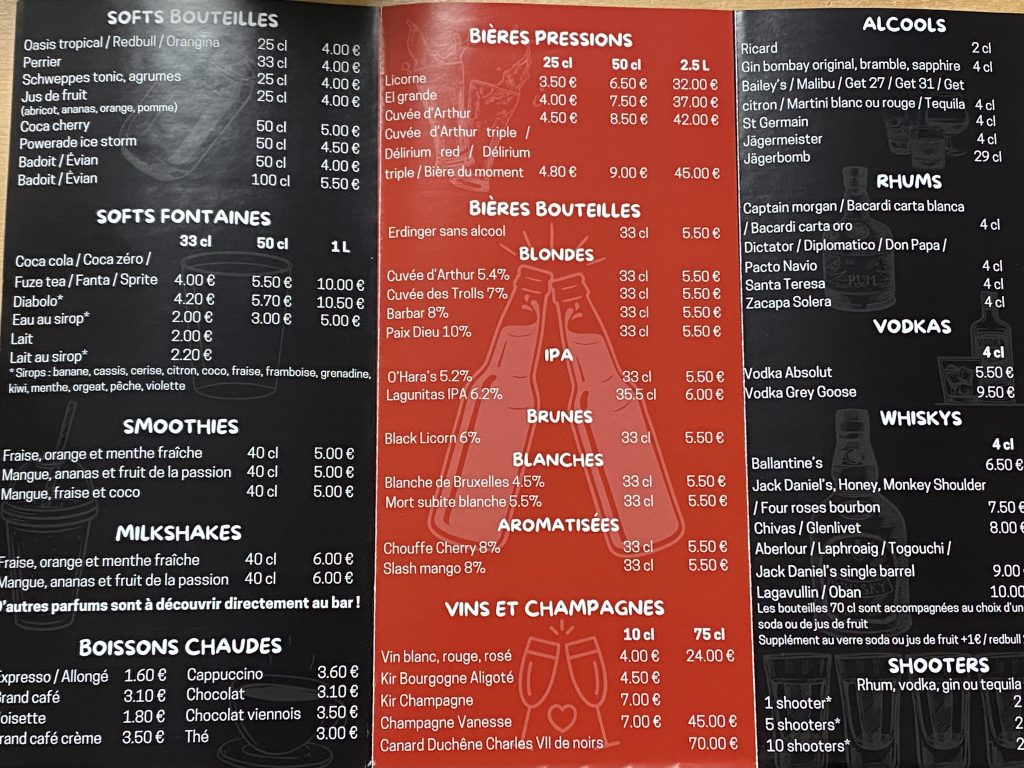 SOFTS BOUTEILLES
Oasis tropical / Redbull / Orangina 25 cl 4.00 €
Perrier 33 cl 4.00 €
Schweppes tonic, agrumes 25 cl 4.00 €
Jus de fruit 25 cl 4.00 €
(abricot, ananas, orange, pomme)
Coca cherry 50 cl 5.00 €
Powerade ice storm 50 cl 4.50 €
Badoit / Évian 50 cl 4.00 €
Badoit / Évian 100 cl 5.50 €
SOFTS FONTAINES
33 cl 50 cl 1 L
Coca cola / Coca zéro /
Fuze tea / Fanta / Sprite 4.00 € 5.50 € 10.00 €
Diabolo* 4.20 € 5.70 € 10.50 €
Eau au sirop* 2.00 € 3.00 € 5.00 €
Lait 2.00 €
Lait au sirop* 2.20 €
*Sirops : banane, cassis, cerise, citron, coco, fraise, framboise, grenadine,
kiwi, menthe, orgeat, pêche, violette
SMOOTHIES
Fraise, orange et menthe fraîche 40 cl 5.00 €
Mangue, ananas et fruit de la passion 40 cl 5.00 €
Mangue, fraise et coco 40 cl 5.00 €
MILKSHAKES
Fraise, orange et menthe fraîche 40 cl 6.00 €
Mangue, ananas et fruit de la passion 40 cl 6.00 €
D'autres parfums sont à découvrir directement au bar !
BOISSONS CHAUDES
Expresso / Allongé 1.60 € Cappuccino 3.60 €
Grand café 3.10 € Chocolat 3.10 €
Noisette 1.80 € Chocolat viennois 3.50 €
Grand café crème 3.50 € Thé 3.00 €
BIÈRES PRESSIONS
25 cl 50 cl 2.5 L
Licorne 3.50 € 6.50 € 32.00 €
El grande 4.00 € 7.50 € 37.00 €
Cuvée d'Arthur 4.50 € 8.50 € 42.00 €
Cuvée d'Arthur triple /
Délirium red / Délirium
triple / Bière du moment 4.80 € 9.00 € 45.00 €
BIÈRES BOUTEILLES
Erdinger sans alcool 33 cl 5.50 €
BLONDES
Cuvée d'Arthur 5.4% 33 cl 5.50 €
Cuvée des Trolls 7% 33 cl 5.50 €
Barbar 8% 33 cl 5.50 €
Paix Dieu 10% 33 cl 5.50 €
IPA
O'Hara's 5.2% 33 cl 5.50 €
Lagunitas IPA 6.2% 35.5 cl 6.00 €
BRUNES
Black Licorn 6% 33 cl 5.50 €
BLANCHES
Blanche de Bruxelles 4.5% 33 cl 5.50 €
Mort subite blanche 5.5% 33 cl 5.50 €
AROMATISÉES
Chouffe Cherry 8% 33 cl 5.50 €
Slash mango 8% 33 cl 5.50 €
VINS ET CHAMPAGNES
10 cl 75 cl
Vin blanc, rouge, rosé 4.00 € 24.00 €
Kir Bourgogne Aligoté 4.50 €
Kir Champagne 7.00 €
Champagne Vanesse 7.00 € 45.00 €
Canard Duchêne Charles VII de noirs 70.00 €
ALCOOLS
Ricard 2 cl
Gin bombay original, bramble, sapphire 4 cl
Bailey's / Malibu / Get 27 / Get 31 / Get
citron / Martini blanc ou rouge / Tequila 4 cl
St Germain 4 cl
Jägermeister 4 cl
Jägerbomb 29 cl
RHUMS
Captain morgan / Bacardi carta blanca
/ Bacardi carta oro 4 cl
Dictator / Diplomatico / Don Papa /
Pacto Navio 4 cl
Santa Teresa 4 cl
Zacapa Solera 4 cl
VODKAS
4 cl
Vodka Absolut 5.50 €
Vodka Grey Goose 9.50 €
WHISKYS
4 cl
Ballantine's 6.50 €
Jack Daniel's, Honey, Monkey Shoulder
/ Four roses bourbon 7.50 €
Chivas / Glenlivet 8.00 €
Aberlour / Laphroaig / Togouchi /
Jack Daniel's single barrel 9.00
Lagavullin / Oban 10.00
Les bouteilles 70 cl sont accompagnées au choix d'un
soda ou de jus de fruit
Supplément au verre soda ou jus de fruit +1€ / redbull
SHOOTERS
Rhum, vodka, gin ou tequila
1 shooter* 2
5 shooters* 2
10 shooters* 2